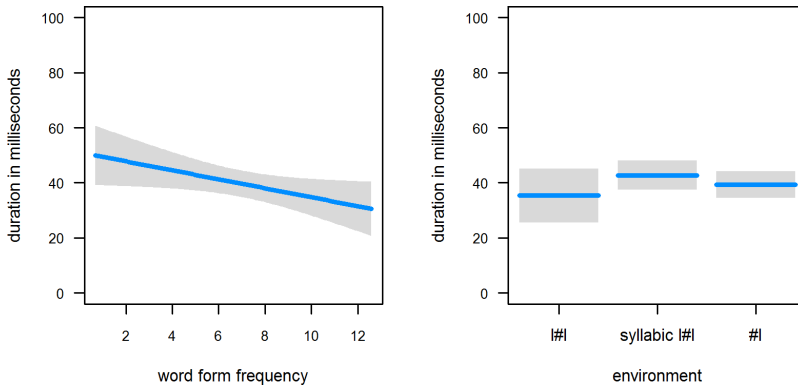 duration in milliseconds
100
80
60
40
20
0
2 4 6 8 10 12
word form frequency
duration in milliseconds
100
80
60
40
20
0
l#l syllabic l#l #l
environment